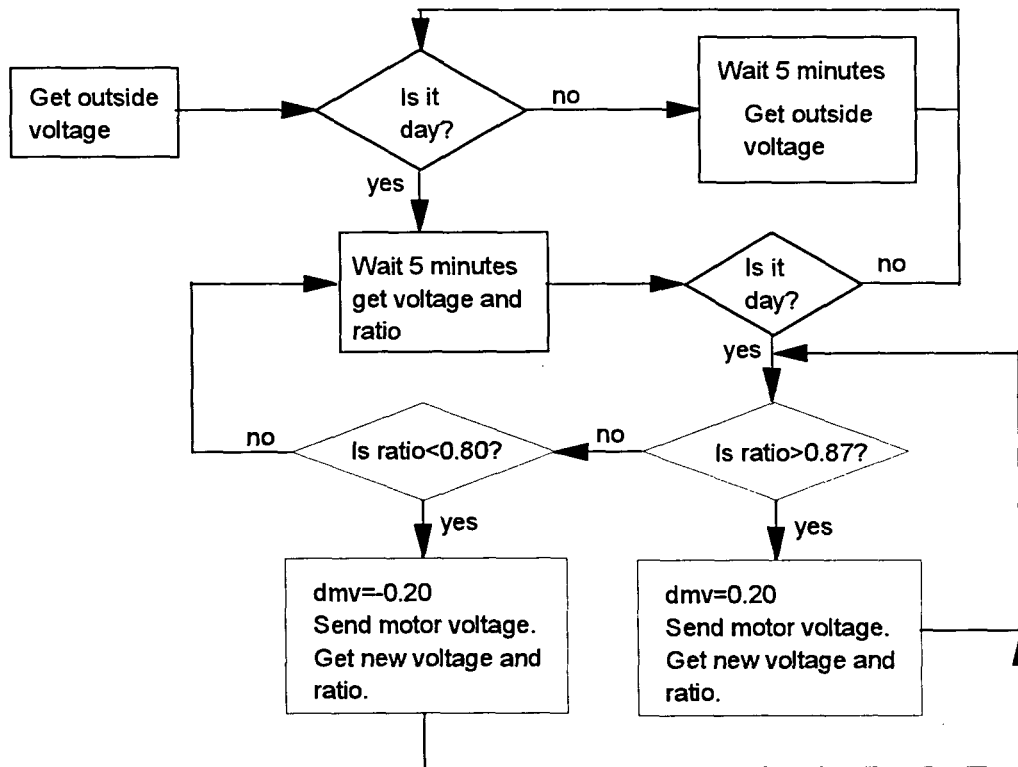 Get outside
voltage
Is it
day?
no
Wait 5 minutes
Get outside
voltage
yes
Wait 5 minutes
get voltage and
ratio
Is it
day?
no
yes
Is ratio>0.87?
no
Is ratio<0.80?
no
yes
dmv=-0.20
Send motor voltage.
Get new voltage and
ratio.
yes
dmv=0.20
Send motor voltage.
Get new voltage and
ratio.